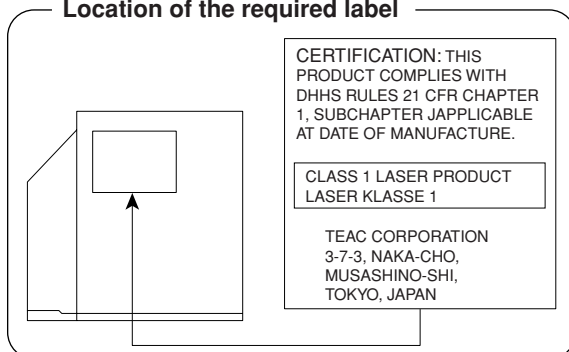 Location of the required label
CERTIFICATION: THIS
PRODUCT COMPLIES WITH
DHHS RULES 21 CFR CHAPTER
1, SUBCHAPTER JAPPLICABLE
AT DATE OF MANUFACTURE.
CLASS 1 LASER PRODUCT
LASER KLASSE 1
TEAC CORPORATION
3-7-3, NAKA-CHO,
MUSASHINO-SHI,
TOKYO, JAPAN